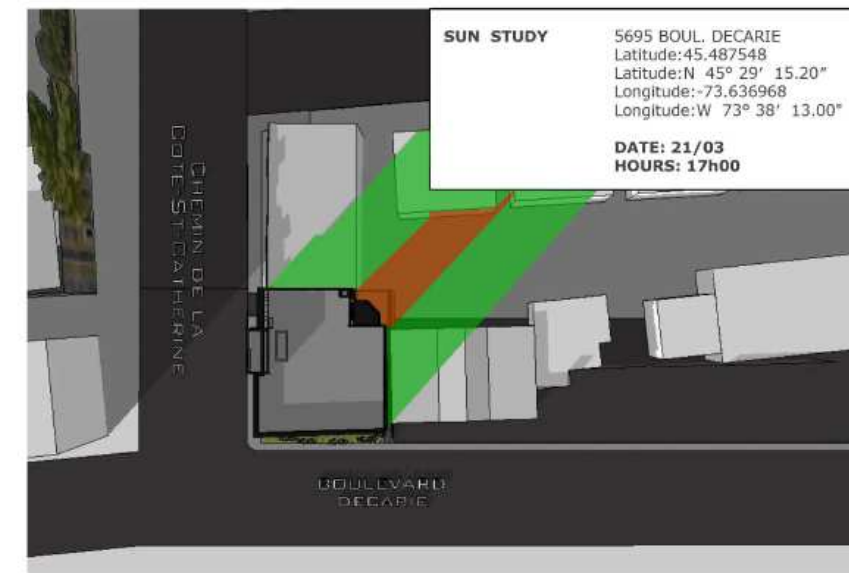 SUN STUDY
5695 BOUL. DECARIE
Latitude:45.487548
Latitude:N 45° 29' 15.20"
Longitude:-73.636968
Longitude:W 73° 38' 13.00"
DATE: 21/03
HOURS: 17h00
CHEMIN DE LA
COTE-ST-CATHERINE
BOULEVARD
DECARIE